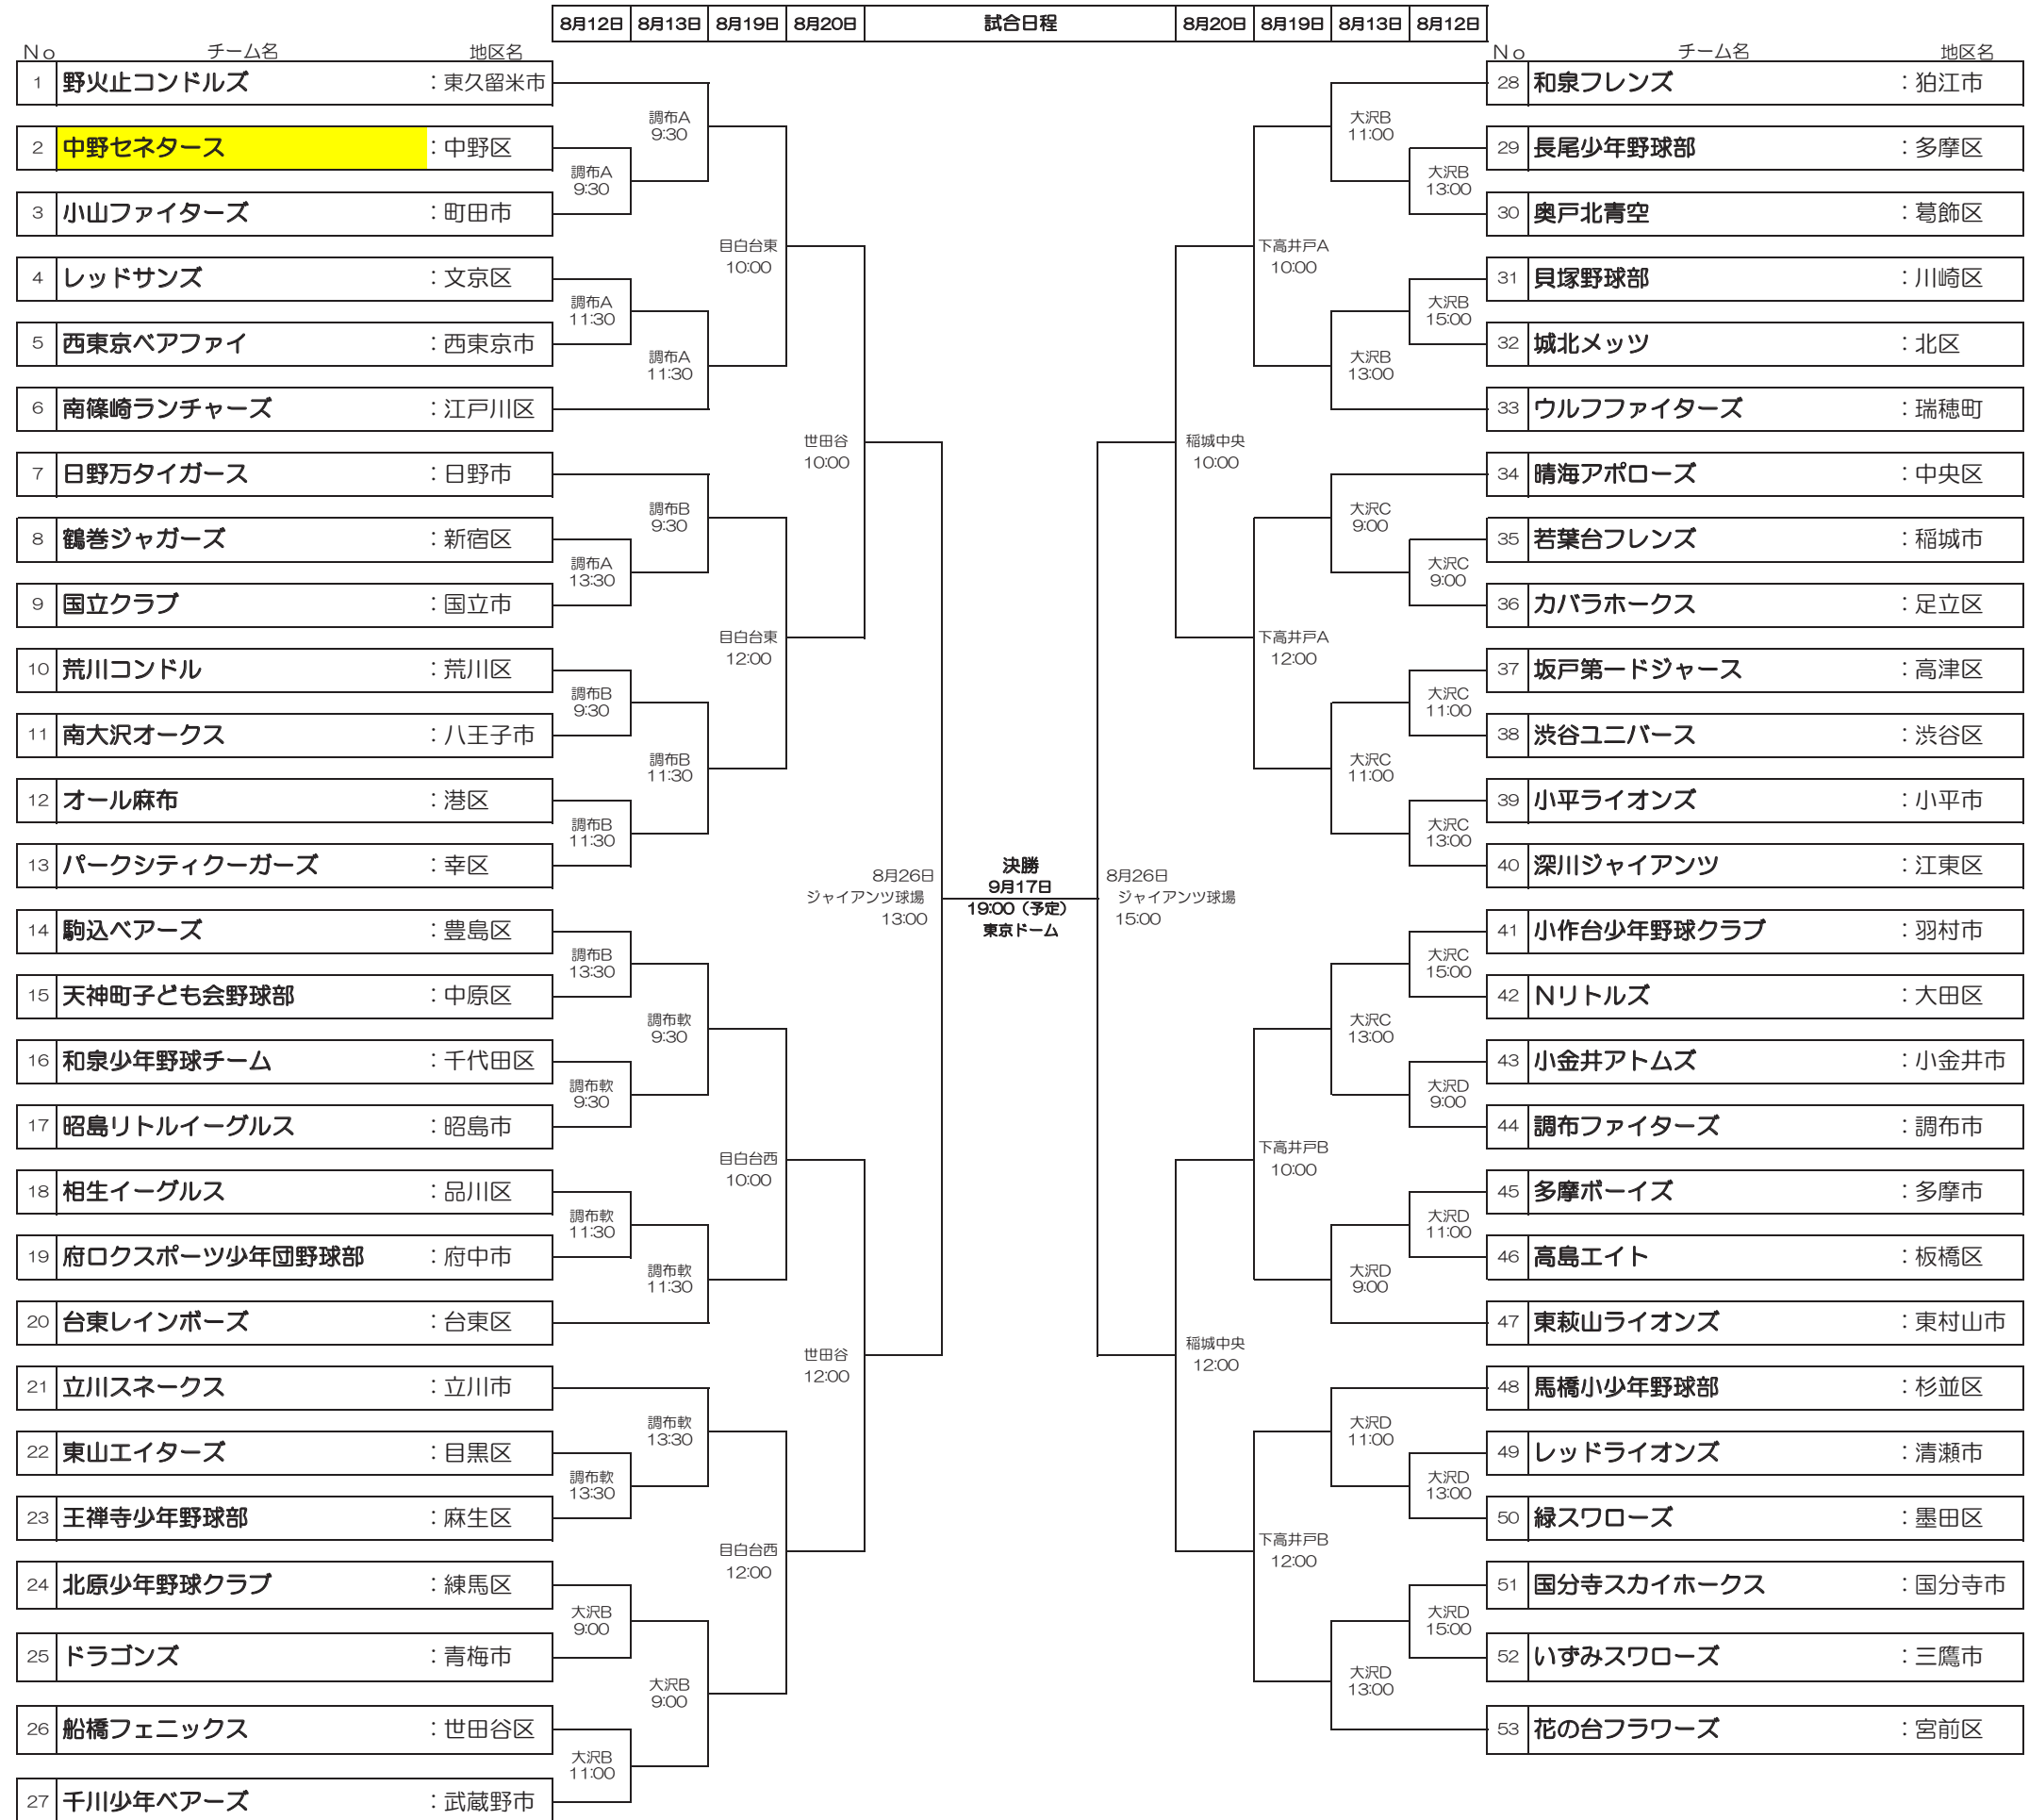 8月12日 8月13日 8月19日 8月20日 試合日程 8月20日 8月19日 8月13日 8月12日
No チーム名 地区名
1 野火止コンドルズ ：東久留米市
2 中野セネタース ：中野区
3 小山ファイターズ ：町田市
4 レッドサンズ ：文京区
5 西東京ベアファイ ：西東京市
6 南篠崎ランチャーズ ：江戸川区
7 日野万タイガース ：日野市
8 鶴巻ジャガーズ ：新宿区
9 国立クラブ ：国立市
10 荒川コンドル ：荒川区
11 南大沢オークス ：八王子市
12 オール麻布 ：港区
13 パークシティクーガーズ ：幸区
14 駒込ベアーズ ：豊島区
15 天神町子ども会野球部 ：中原区
16 和泉少年野球チーム ：千代田区
17 昭島リトルイーグルス ：昭島市
18 相生イーグルス ：品川区
19 府ロクスポーツ少年団野球部 ：府中市
20 台東レインボーズ ：台東区
21 立川スネークス ：立川市
22 東山エイターズ ：目黒区
23 王禅寺少年野球部 ：麻生区
24 北原少年野球クラブ ：練馬区
25 ドラゴンズ ：青梅市
26 船橋フェニックス ：世田谷区
27 千川少年ベアーズ ：武蔵野市
調布A
9:30
調布A
11:30
調布A
13:30
調布B
9:30
調布B
11:30
調布B
13:30
調布軟
9:30
調布軟
11:30
調布軟
13:30
大沢B
9:00
大沢B
11:00
調布A
9:30
調布A
11:30
調布B
9:30
調布B
11:30
調布軟
9:30
調布軟
11:30
調布軟
13:30
大沢B
9:00
目白台東
10:00
目白台東
12:00
目白台西
10:00
目白台西
12:00
世田谷
10:00
世田谷
12:00
8月26日
ジャイアンツ球場
13:00
決勝
9月17日
19:00（予定）
東京ドーム
8月26日
ジャイアンツ球場
15:00
稲城中央
10:00
稲城中央
12:00
下高井戸A
10:00
下高井戸A
12:00
下高井戸B
10:00
下高井戸B
12:00
大沢B
11:00
大沢B
13:00
大沢C
9:00
大沢C
11:00
大沢C
13:00
大沢D
9:00
大沢D
11:00
大沢D
13:00
大沢B
13:00
大沢B
15:00
大沢C
9:00
大沢C
11:00
大沢C
13:00
大沢C
15:00
大沢D
9:00
大沢D
11:00
大沢D
13:00
大沢D
15:00
No チーム名 地区名
28 和泉フレンズ ：狛江市
29 長尾少年野球部 ：多摩区
30 奥戸北青空 ：葛飾区
31 貝塚野球部 ：川崎区
32 城北メッツ ：北区
33 ウルフファイターズ ：瑞穂町
34 晴海アポローズ ：中央区
35 若葉台フレンズ ：稲城市
36 カバラホークス ：足立区
37 坂戸第一ドジャース ：高津区
38 渋谷ユニバース ：渋谷区
39 小平ライオンズ ：小平市
40 深川ジャイアンツ ：江東区
41 小作台少年野球クラブ ：羽村市
42 Nリトルズ ：大田区
43 小金井アトムズ ：小金井市
44 調布ファイターズ ：調布市
45 多摩ボーイズ ：多摩市
46 高島エイト ：板橋区
47 東萩山ライオンズ ：東村山市
48 馬橋小少年野球部 ：杉並区
49 レッドライオンズ ：清瀬市
50 緑スワローズ ：墨田区
51 国分寺スカイホークス ：国分寺市
52 いずみスワローズ ：三鷹市
53 花の台フラワーズ ：宮前区